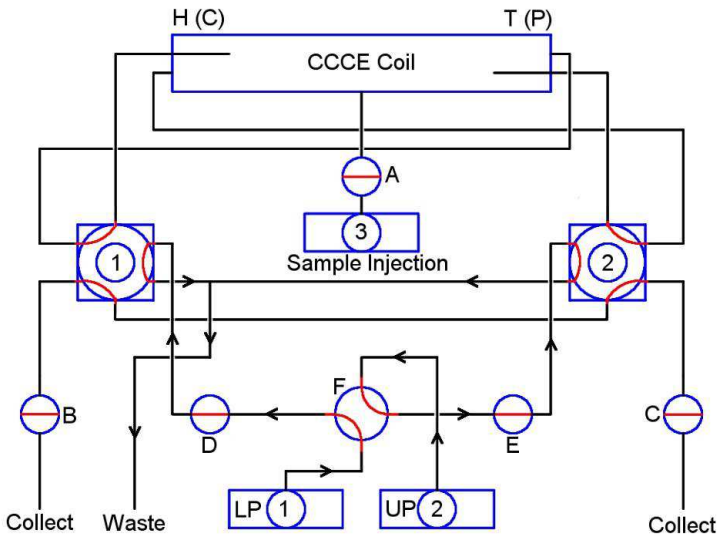 H (C)
T (P)
CCCE Coil
A
3
Sample Injection
1
2
F
B
D
E
C
LP 1
UP 2
Collect
Waste
Collect